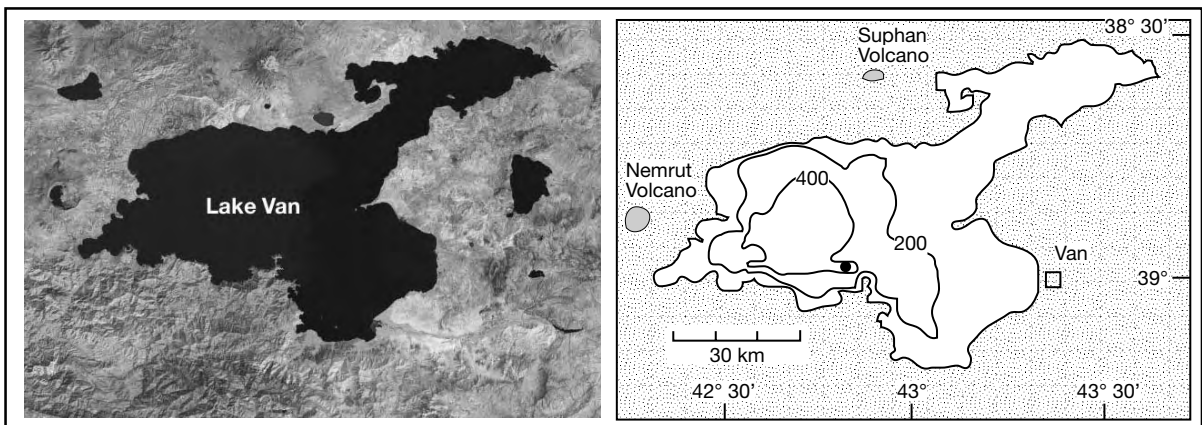 Lake Van
Suphan
Volcano
38° 30'
Nemrut
Volcano
400
200
Van
39°
30 km
42° 30'
43°
43° 30'